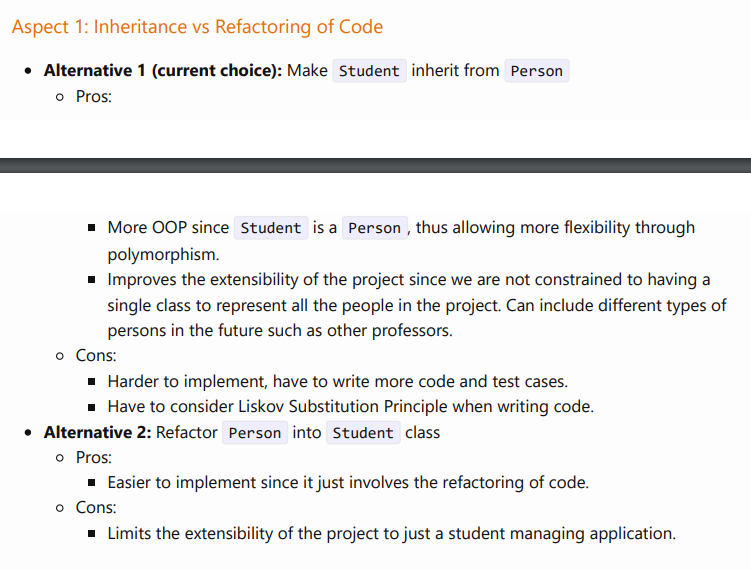 Aspect 1: Inheritance vs Refactoring of Code
• Alternative 1 (current choice): Make Student inherit from Person
○ Pros:
▪ More OOP since Student is a Person , thus allowing more flexibility through
polymorphism.
▪ Improves the extensibility of the project since we are not constrained to having a
single class to represent all the people in the project. Can include different types of
persons in the future such as other professors.
○ Cons:
▪ Harder to implement, have to write more code and test cases.
▪ Have to consider Liskov Substitution Principle when writing code.
• Alternative 2: Refactor Person into Student class
○ Pros:
▪ Easier to implement since it just involves the refactoring of code.
○ Cons:
▪ Limits the extensibility of the project to just a student managing application.